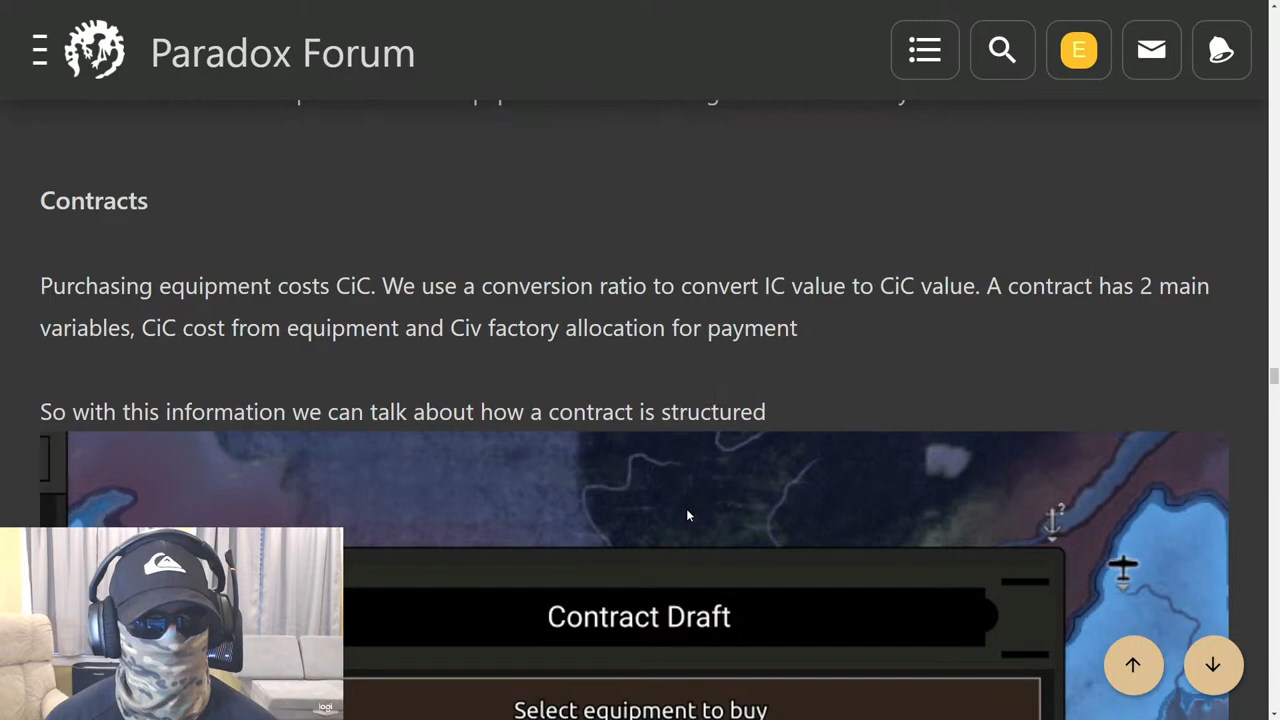 Paradox Forum
E
Contracts
Purchasing equipment costs CiC. We use a conversion ratio to convert IC value to CiC value. A contract has 2 main
variables, CiC cost from equipment and Civ factory allocation for payment
So with this information we can talk about how a contract is structured
?
Contract Draft
Select equipment to buy
logi